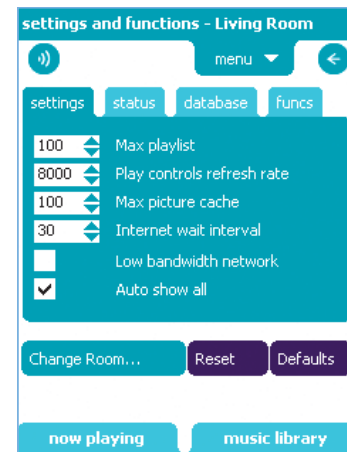 settings and functions - Living Room
menu
settings status database funcs
100 Max playlist
8000 Play controls refresh rate
100 Max picture cache
30 Internet wait interval
Low bandwidth network
Auto show all
Change Room... Reset Defaults
now playing music library